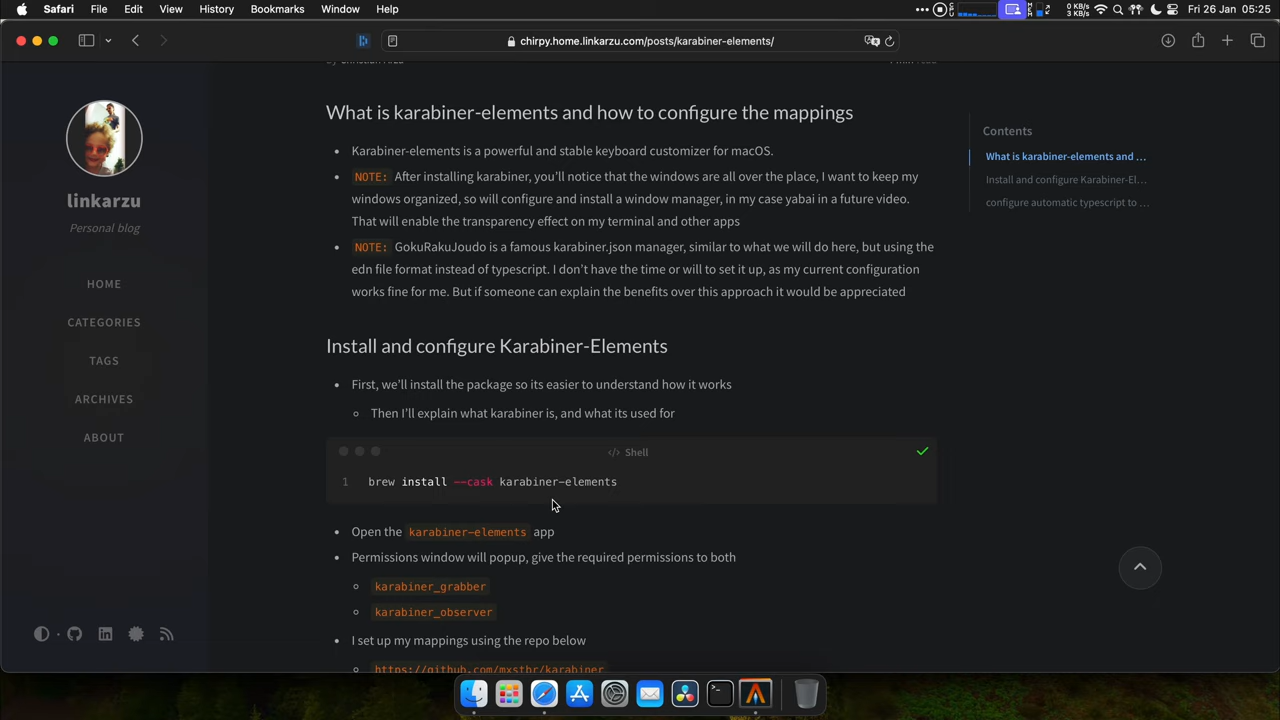 Safari File Edit View History Bookmarks Window Help
0 KB/s
3 KB/s
Fri 26 Jan 05:25
chirpy.home.linkarzu.com/posts/karabiner-elements/
What is karabiner-elements and how to configure the mappings
Karabiner-elements is a powerful and stable keyboard customizer for macOS.
NOTE: After installing karabiner, you'll notice that the windows are all over the place, I want to keep my
windows organized, so will configure and install a window manager, in my case yabai in a future video.
That will enable the transparency effect on my terminal and other apps
NOTE: GokuRakuJoudo is a famous karabiner.json manager, similar to what we will do here, but using the
edn file format instead of typescript. I don't have the time or will to set it up, as my current configuration
works fine for me. But if someone can explain the benefits over this approach it would be appreciated
Install and configure Karabiner-Elements
First, we'll install the package so its easier to understand how it works
Then I'll explain what karabiner is, and what its used for
</> Shell
1 brew install --cask karabiner-elements
Open the karabiner-elements app
Permissions window will popup, give the required permissions to both
karabiner_grabber
karabiner_observer
I set up my mappings using the repo below
https://github.com/mxstbr/karabiner
linkarzu
Personal blog
HOME
CATEGORIES
TAGS
ARCHIVES
ABOUT
Contents
What is karabiner-elements and ...
Install and configure Karabiner-El...
configure automatic typescript to ...